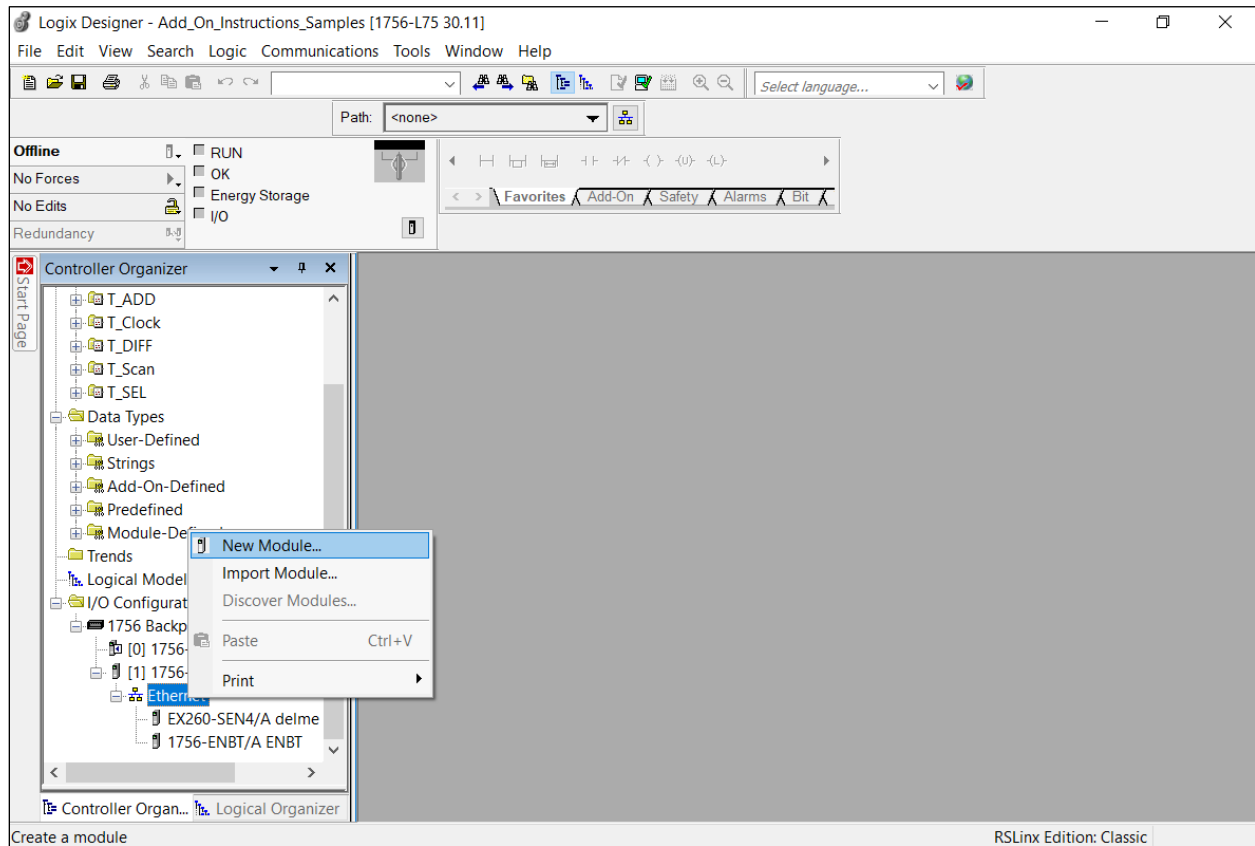 Logix Designer - Add_On_Instructions_Samples [1756-L75 30.11]
File Edit View Search Logic Communications Tools Window Help
Select language...
Path: <none>
Offline
RUN
No Forces
OK
No Edits
Energy Storage
Redundancy
I/O
Favorites Add-On Safety Alarms Bit
Start Page
Controller Organizer
T_ADD
T_Clock
T_DIFF
T_Scan
T_SEL
Data Types
User-Defined
Strings
Add-On-Defined
Predefined
Module-De
Trends
Logical Model
I/O Configurat
1756 Backp
[0] 1756-
[1] 1756-
Ethernet
EX260-SEN4/A delme
1756-ENBT/A ENBT
New Module...
Import Module...
Discover Modules...
Paste Ctrl+V
Print
Controller Organ... Logical Organizer
Create a module
RSLinx Edition: Classic